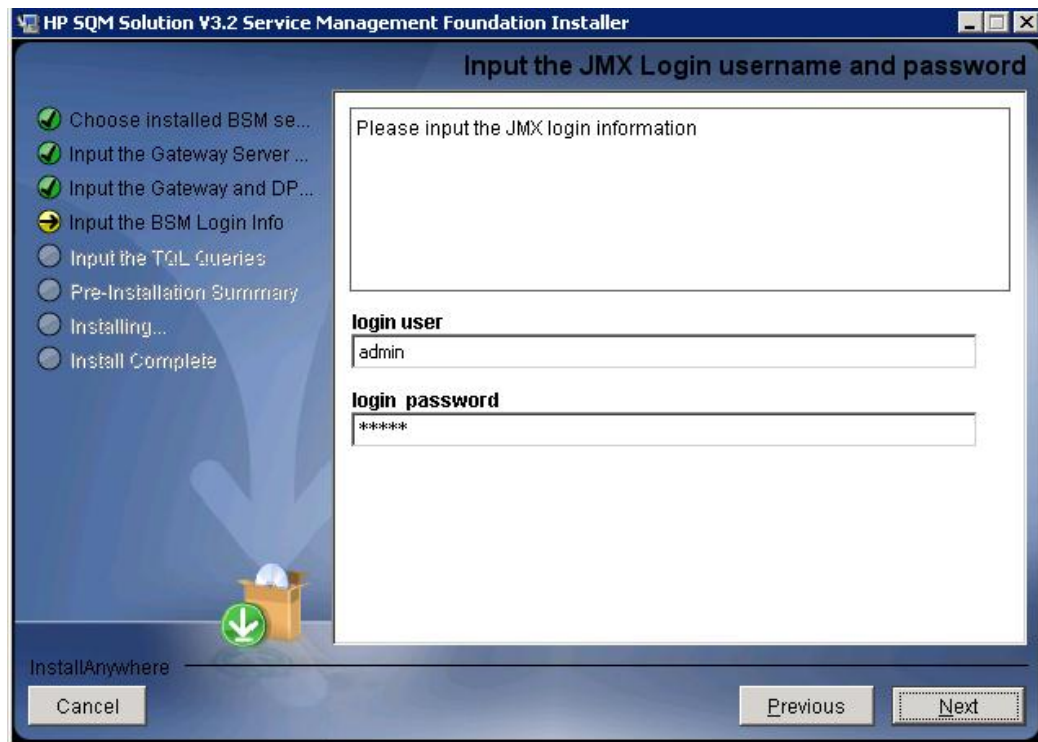 HP SQM Solution V3.2 Service Management Foundation Installer
Input the JMX Login username and password
Choose installed BSM se...
Input the Gateway Server ...
Input the Gateway and DP...
Input the BSM Login Info
Input the TQL Queries
Pre-Installation Summary
Installing...
Install Complete
Please input the JMX login information
login user
admin
login password
*****
InstallAnywhere
Cancel
Previous
Next